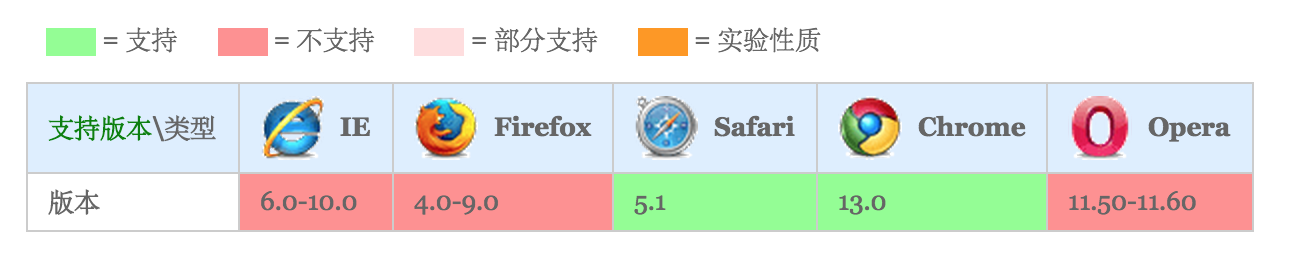 = 支持 = 不支持 = 部分支持 = 实验性质
支持版本\类型 IE Firefox Safari Chrome Opera
版本 6.0-10.0 4.0-9.0 5.1 13.0 11.50-11.60